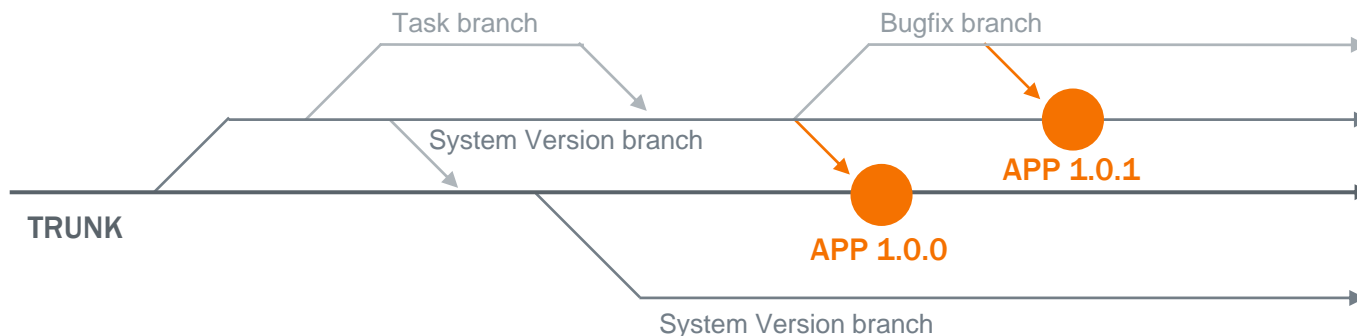 Task branch
Bugfix branch
System Version branch
APP 1.0.1
TRUNK
APP 1.0.0
System Version branch